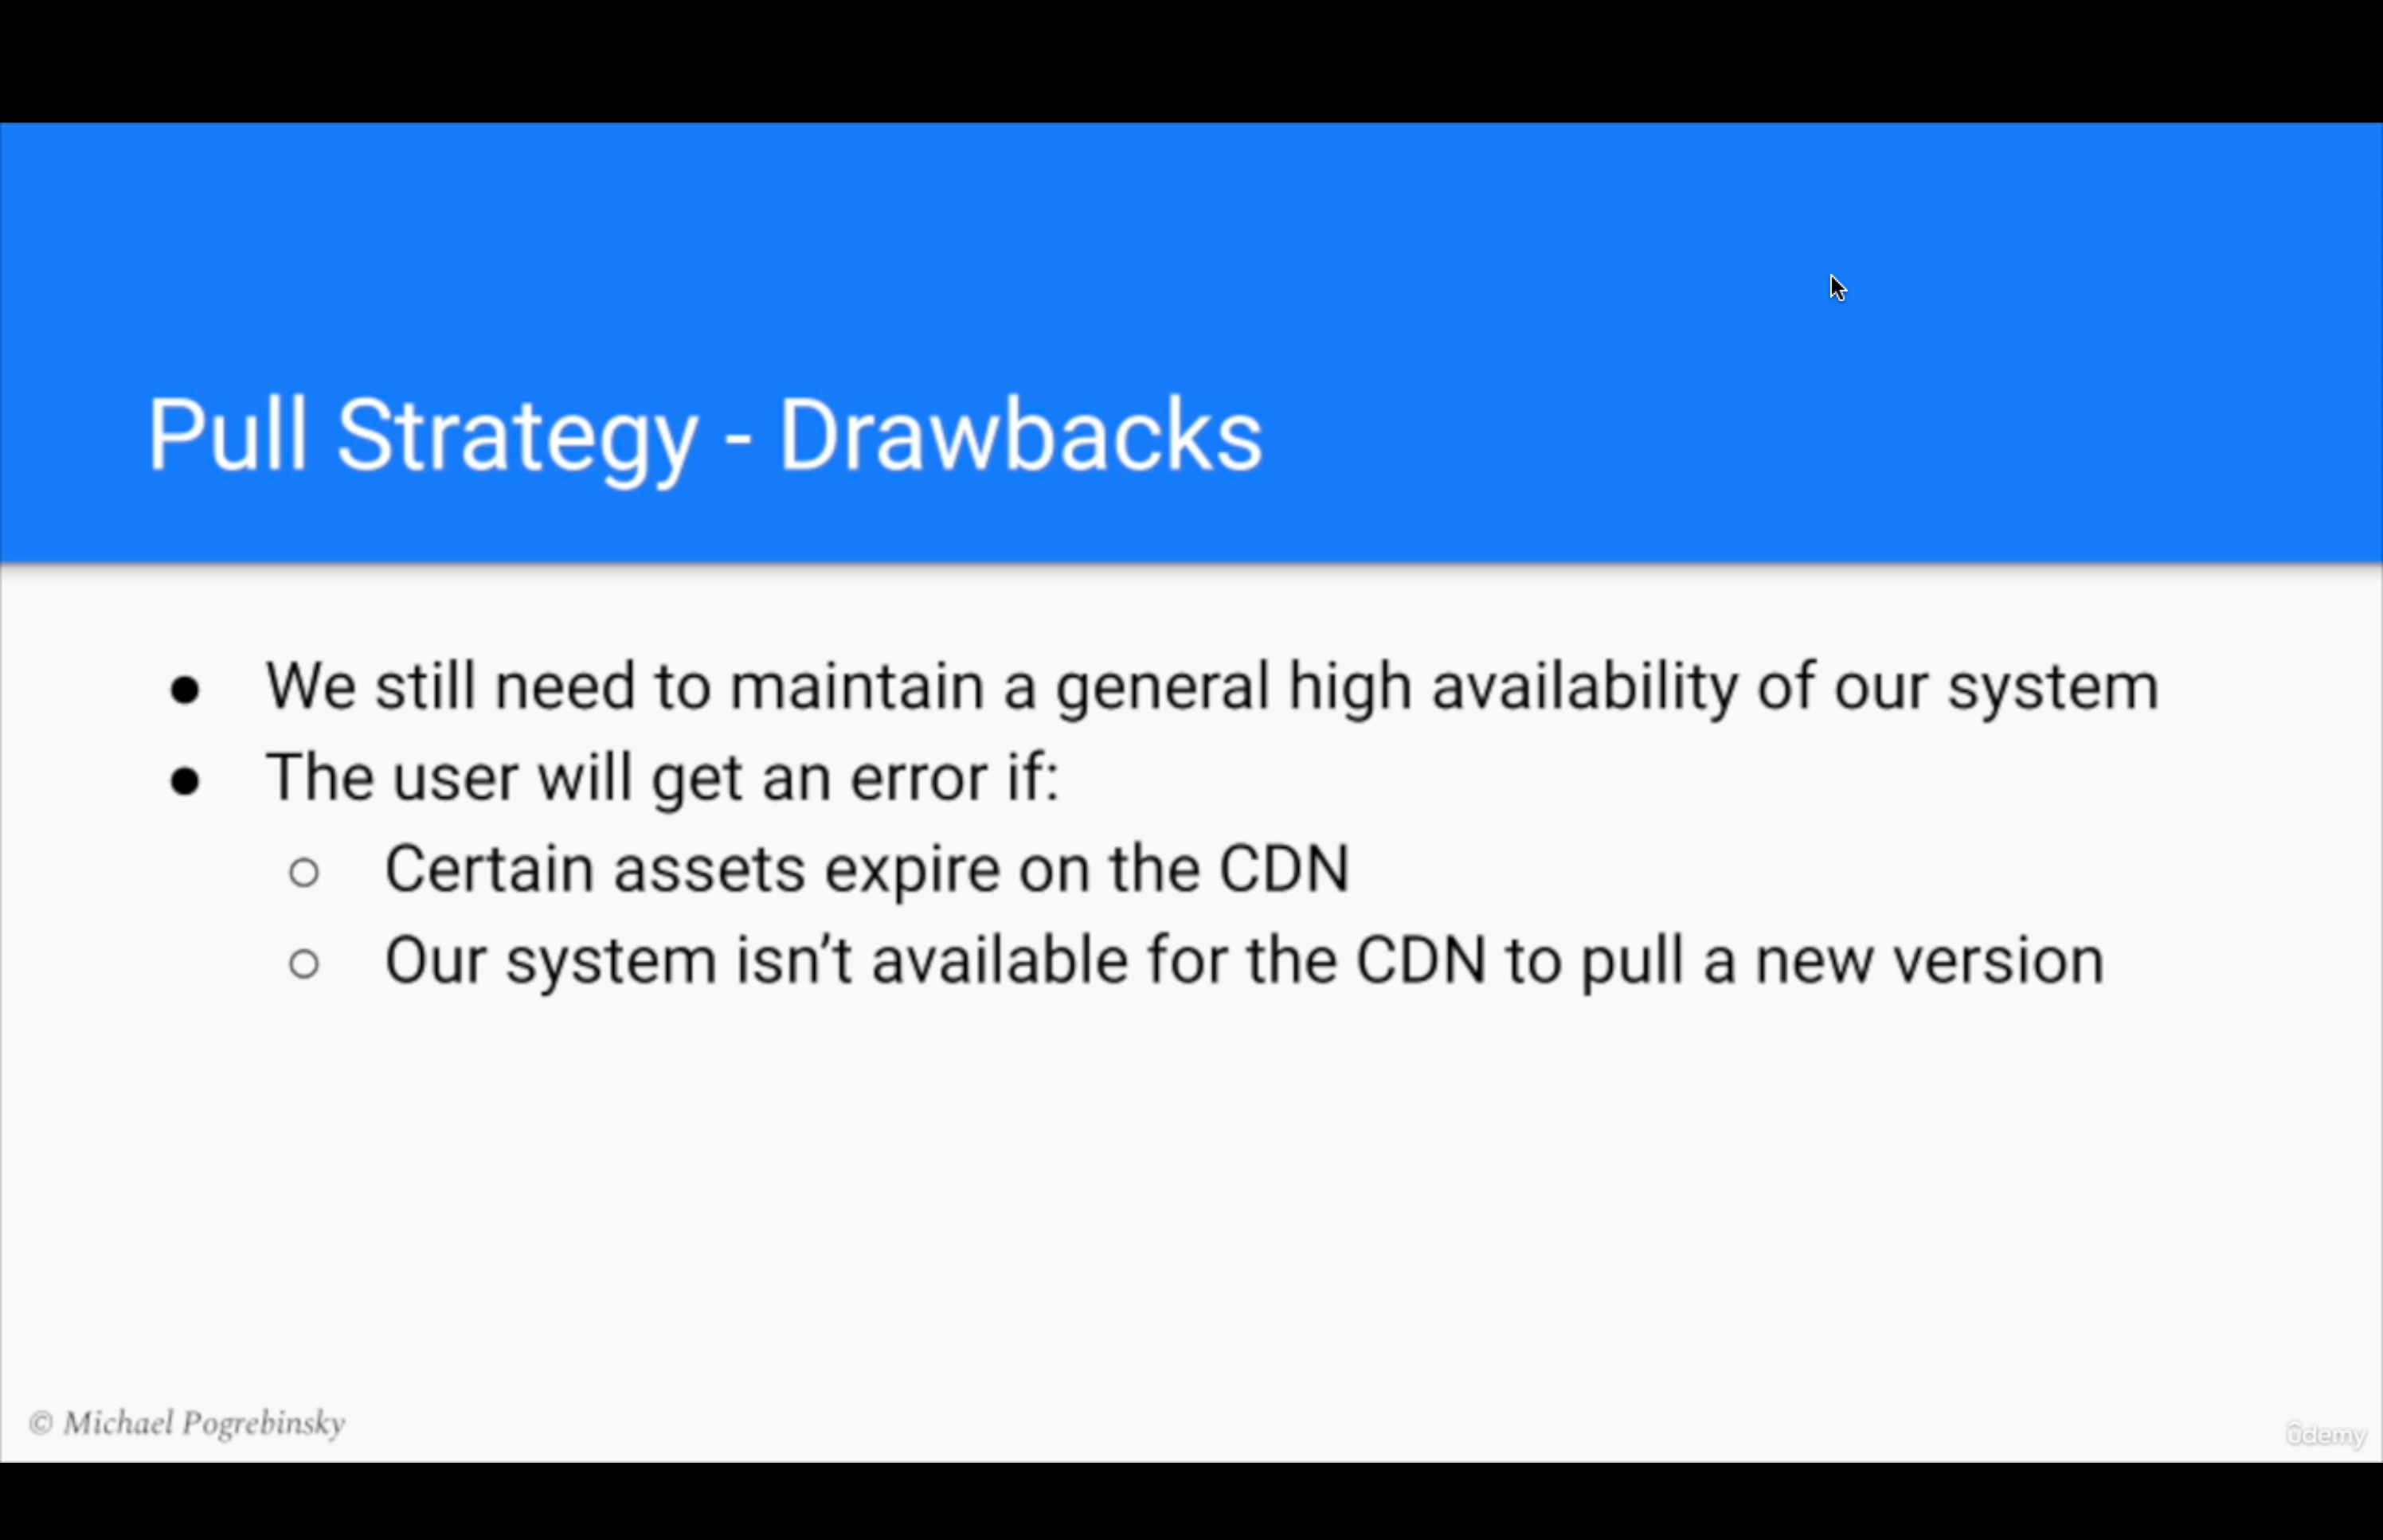 Pull Strategy - Drawbacks
● We still need to maintain a general high availability of our system
● The user will get an error if:
○ Certain assets expire on the CDN
○ Our system isn’t available for the CDN to pull a new version
© Michael Pogrebinsky
ûdemy